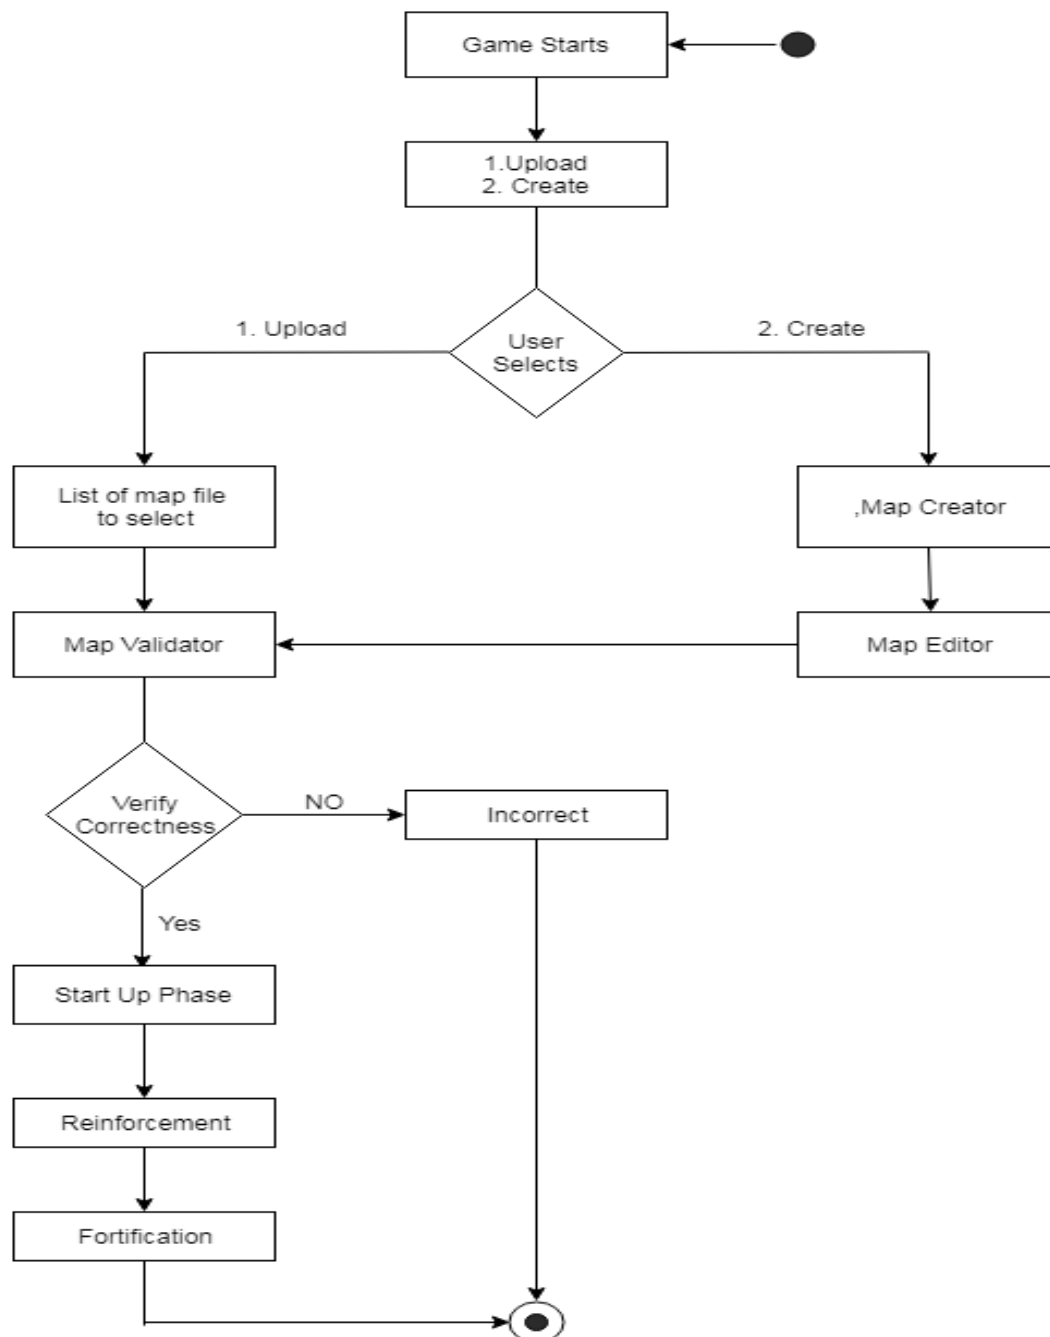 Game Starts
1.Upload
2. Create
1. Upload
User
Selects
2. Create
List of map file
to select
,Map Creator
Map Validator
Map Editor
Verify
Correctness
NO
Incorrect
Yes
Start Up Phase
Reinforcement
Fortification